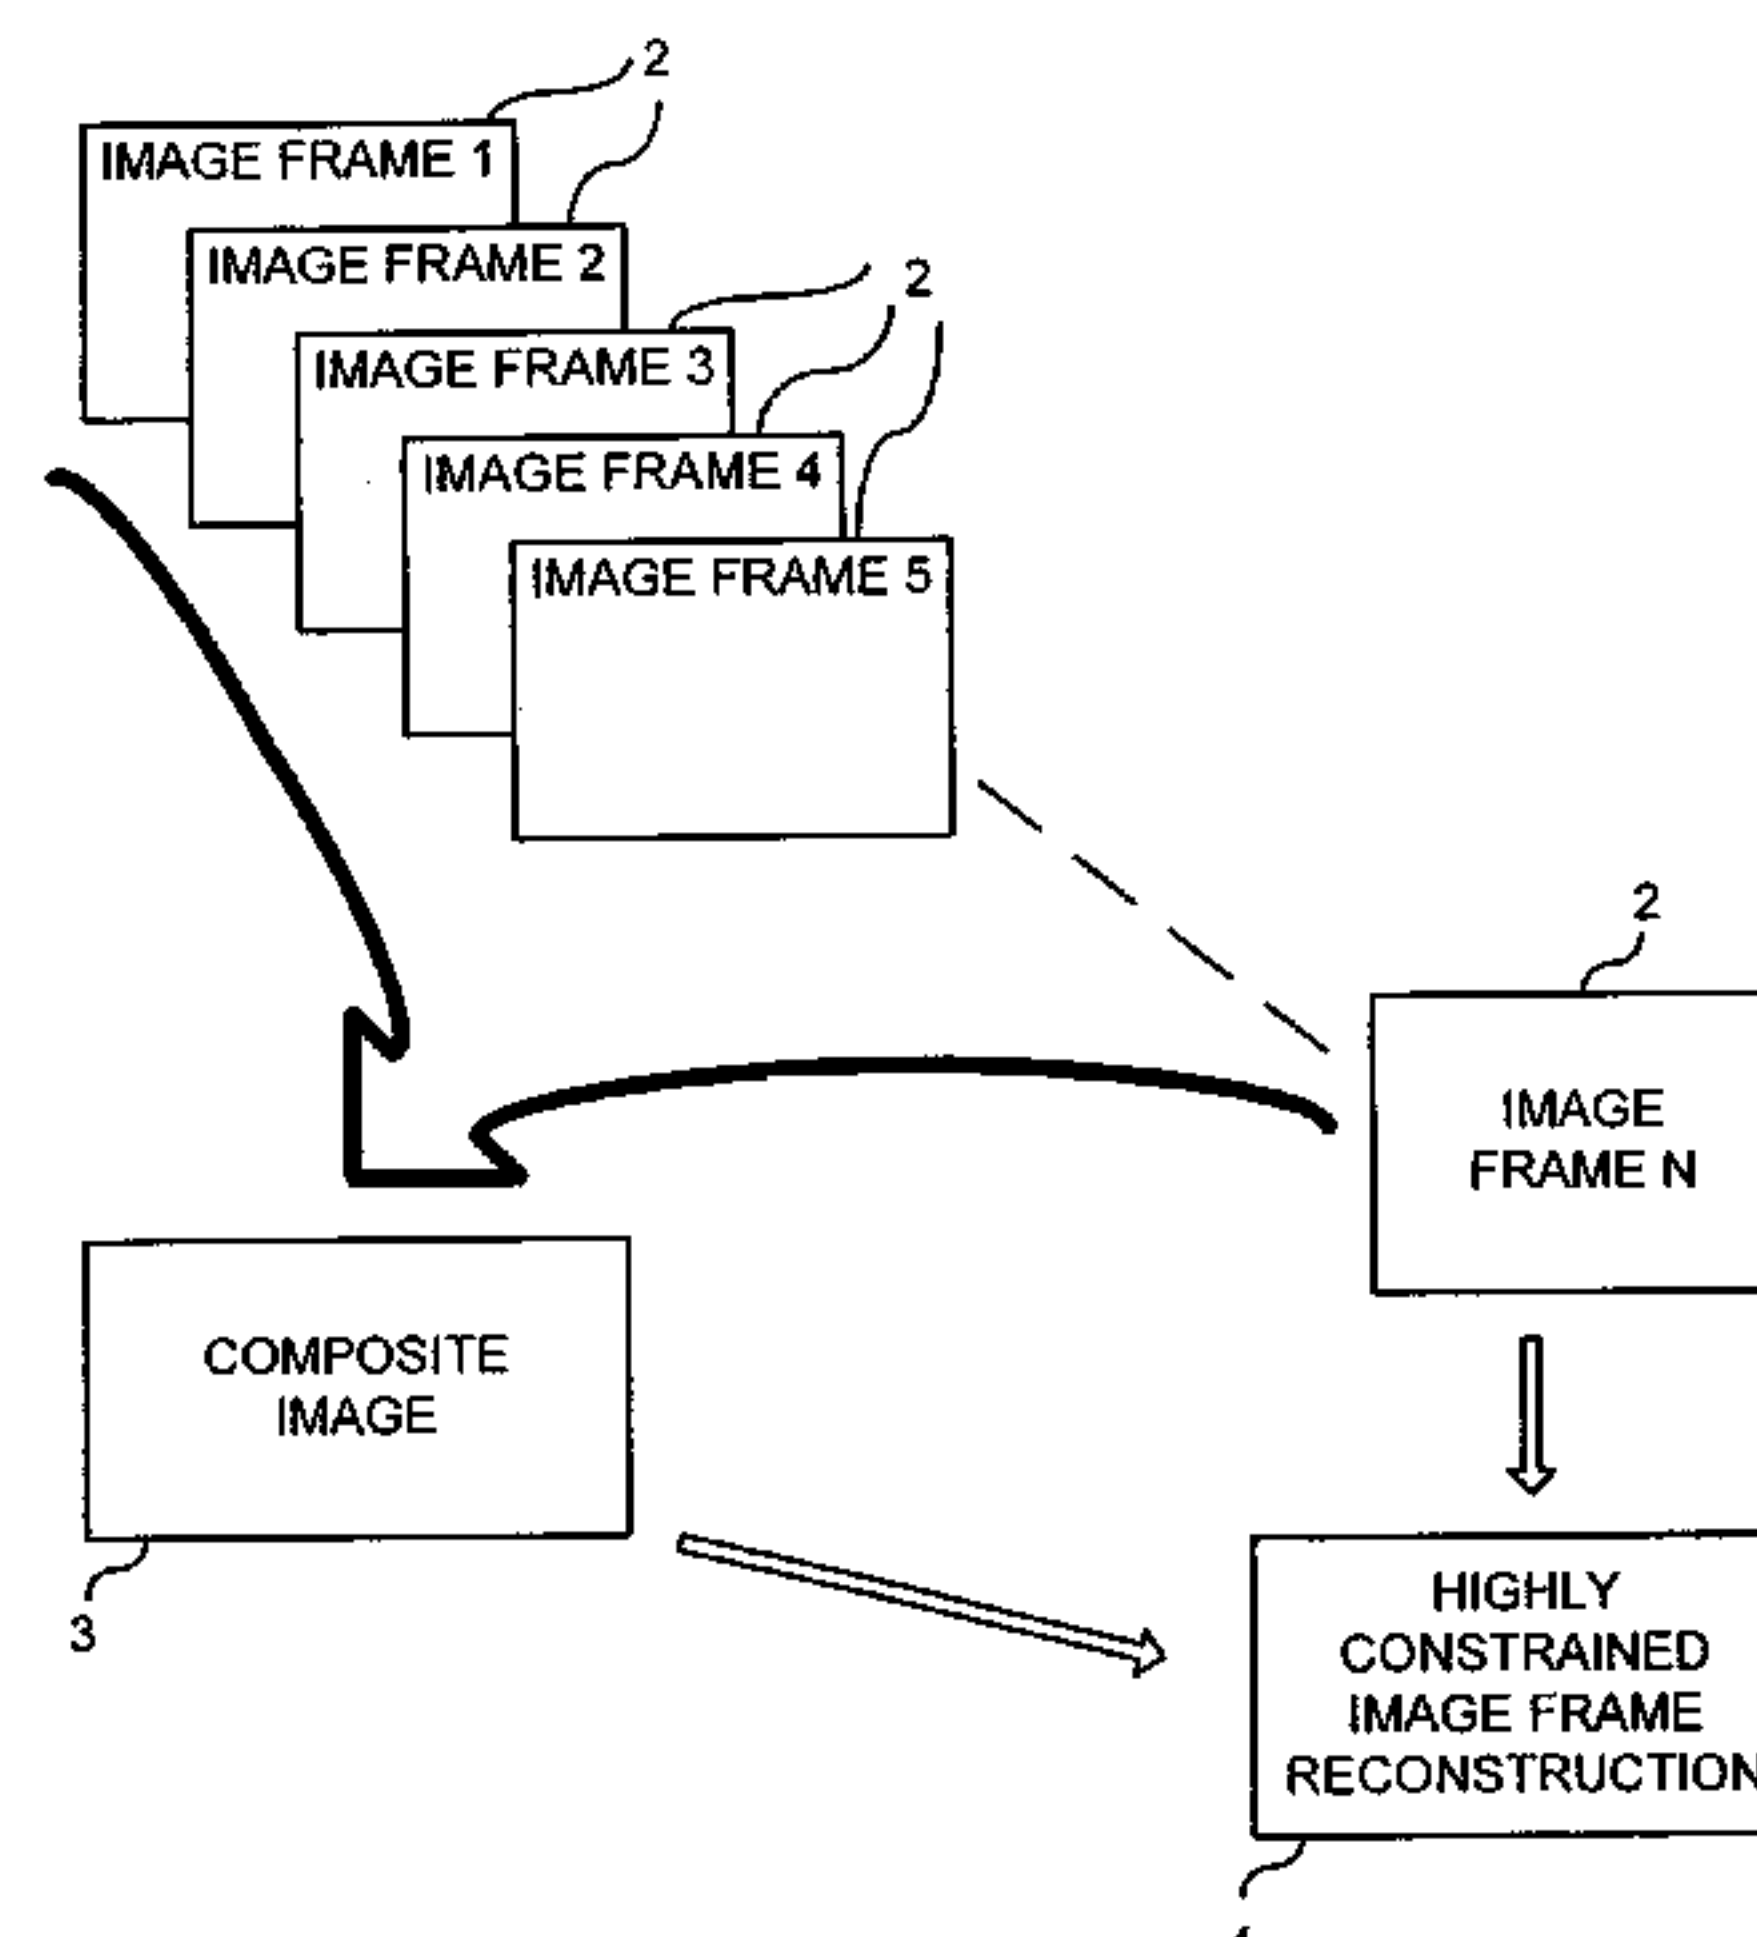 2
IMAGE FRAME 1
IMAGE FRAME 2
2
IMAGE FRAME 3
IMAGE FRAME 4
IMAGE FRAME 5
2
IMAGE
FRAME N
COMPOSITE
IMAGE
3
HIGHLY
CONSTRAINED
IMAGE FRAME
RECONSTRUCTION